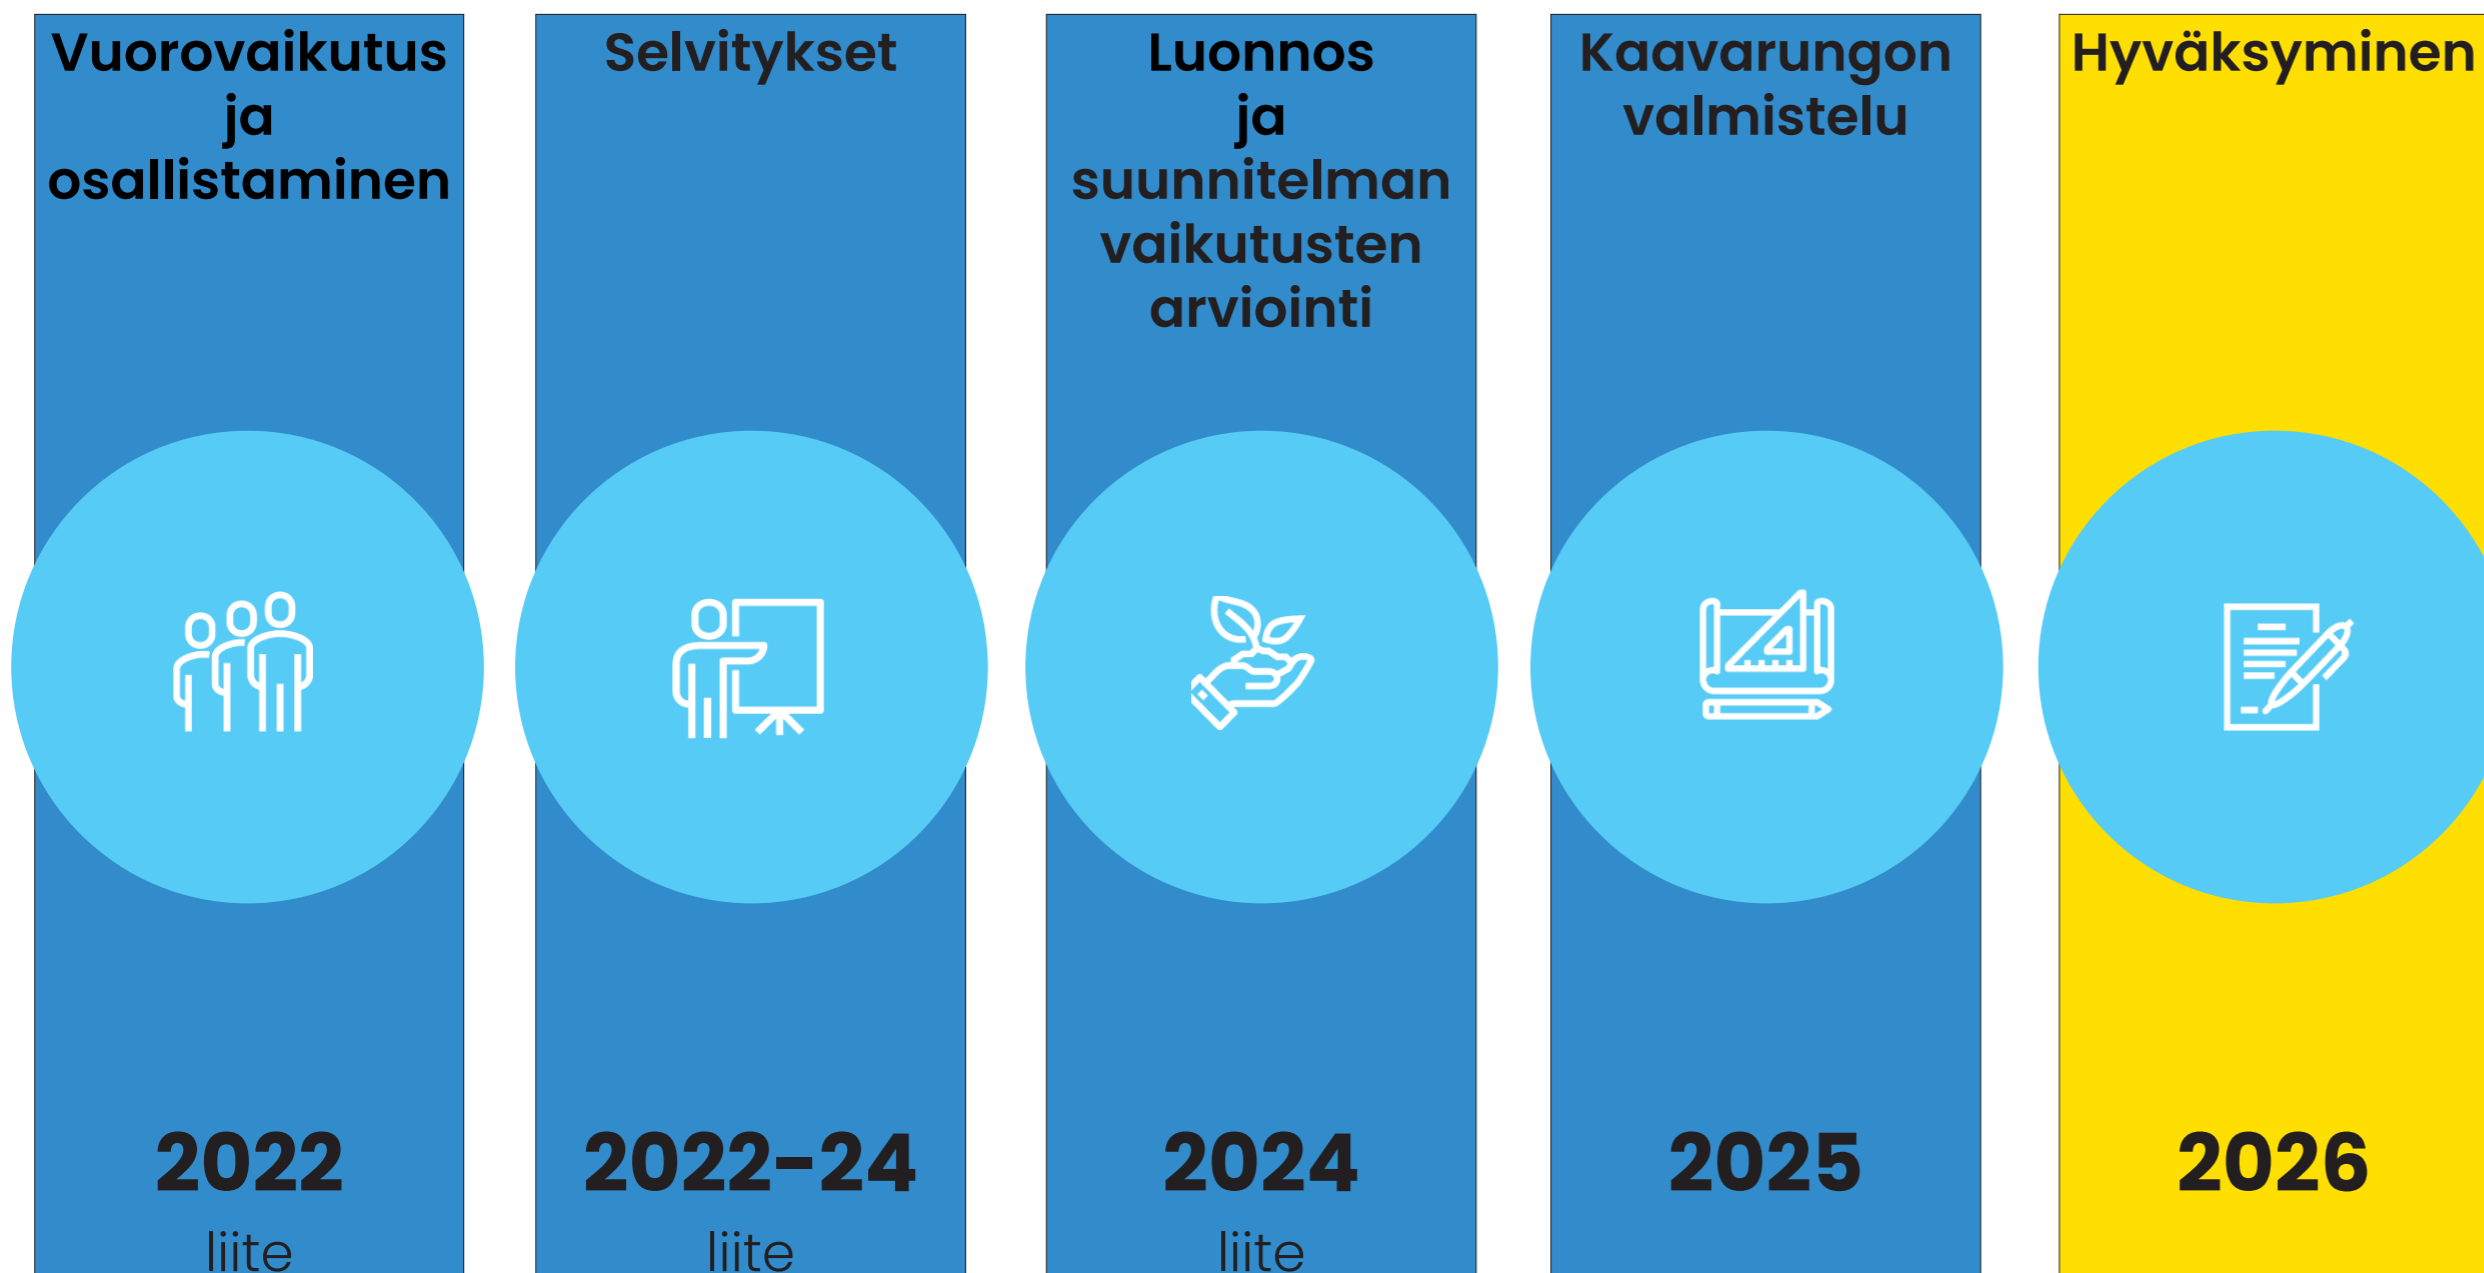 Vuorovaikutus
ja
osallistaminen
2022
liite
Selvitykset
2022-24
liite
Luonnos
ja
suunnitelman
vaikutusten
arviointi
2024
liite
Kaavarungon
valmistelu
2025
Hyväksyminen
2026